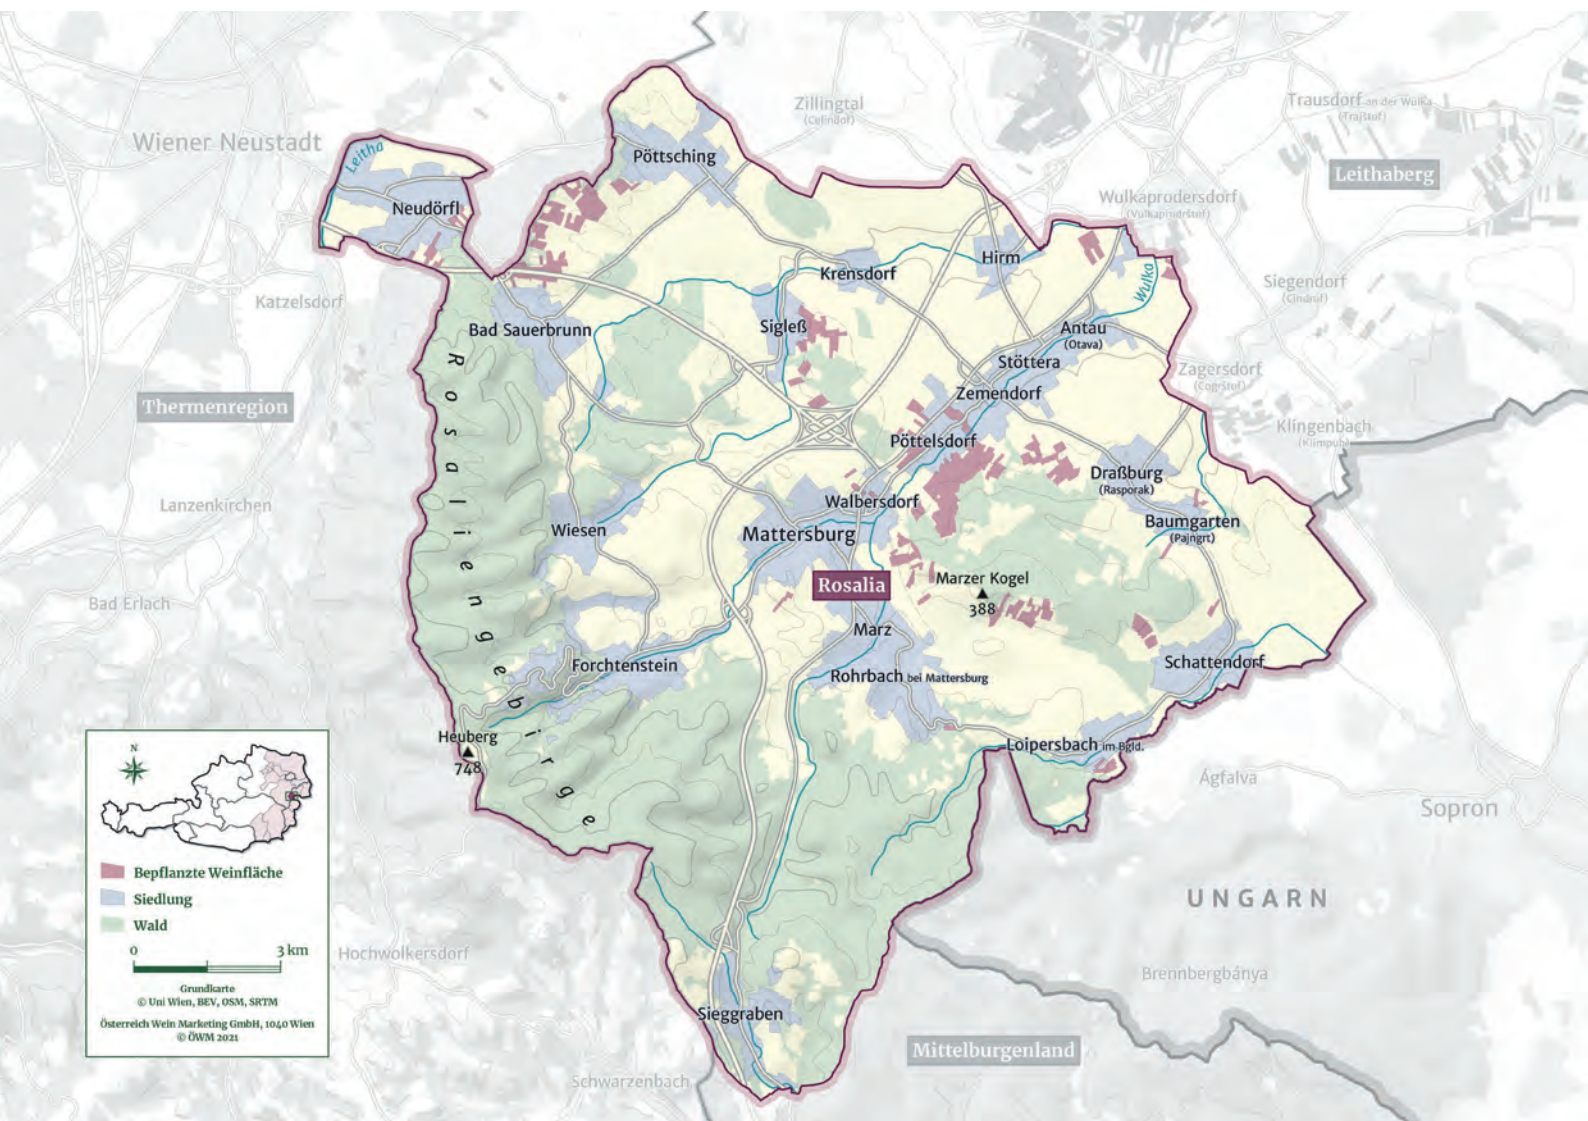 Zillingtal
(Celindof)
Trausdorf an der Wulka
(Trajštuf)
Wiener Neustadt
Leitha
Pöttsching
Leithaberg
Neudörfl
Wulkaprodersdorf
(Vulkaprodrštof)
Krensdorf
Hirm
Wulka
Siegendorf
(Cindrof)
Katzelsdorf
Bad Sauerbrunn
Sigleß
Antau
(Otava)
Stöttera
Zagersdorf
(Cogrštof)
Zemendorf
Thermenregion
Klingenbach
(Klimpuh)
Pöttelsdorf
Draßburg
(Rasporak)
Rosaliengebirge
Lanzenkirchen
Walbersdorf
Baumgarten
(Pajngrt)
Wiesen
Mattersburg
Rosalia
Marzer Kogel
388
Bad Erlach
Marz
Forchtenstein
Schattendorf
Rohrbach bei Mattersburg
Heuberg
748
Loipersbach im Bgld.
Ágfalva
Sopron
N
Bepflanzte Weinfläche
Siedlung
Wald
0 3 km
Grundkarte
© Uni Wien, BEV, OSM, SRTM
Österreich Wein Marketing GmbH, 1040 Wien
© ÖWM 2021
UNGARN
Hochwolkersdorf
Brennbergbánya
Sieggraben
Mittelburgenland
Schwarzenbach